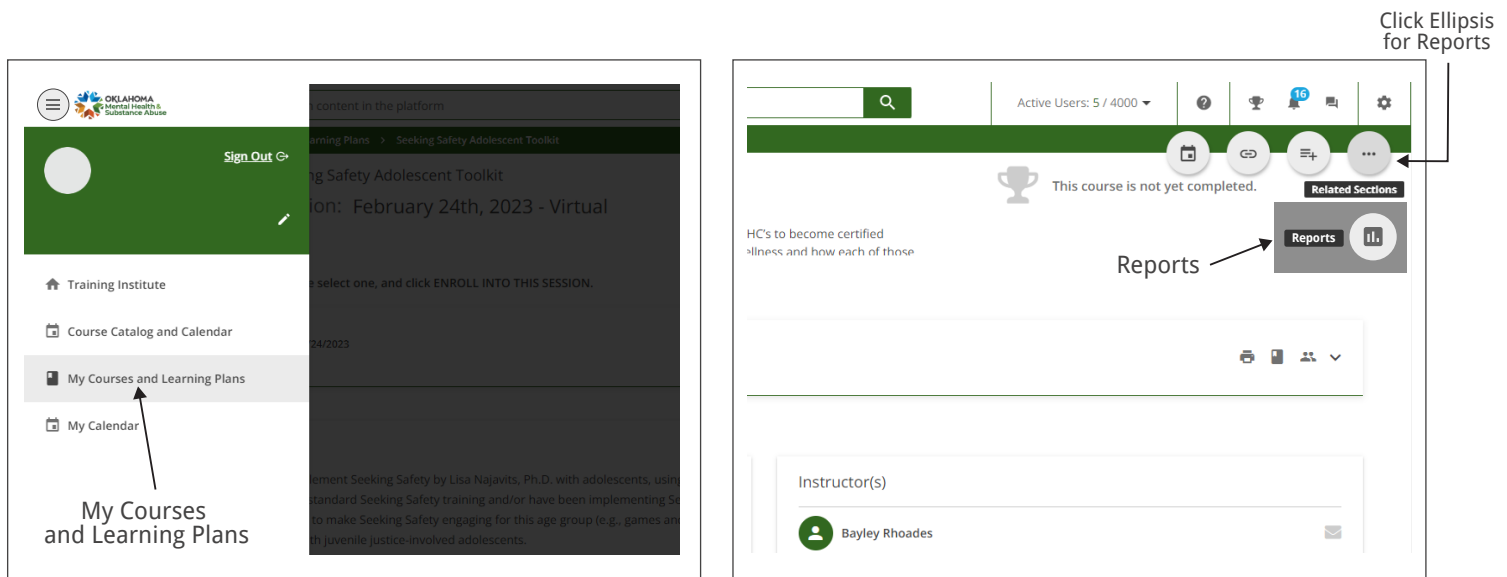 Click Ellipsis
for Reports
OKLAHOMA
Mental Health &
Substance Abuse
Sign Out
Training Institute
Course Catalog and Calendar
My Courses and Learning Plans
My Calendar
My Courses
and Learning Plans
content in the platform
arning Plans > Seeking Safety Adolescent Toolkit
ng Safety Adolescent Toolkit
ion: February 24th, 2023 - Virtual
e select one, and click ENROLL INTO THIS SESSION.
/24/2023
lement Seeking Safety by Lisa Najavits, Ph.D. with adolescents, using
standard Seeking Safety training and/or have been implementing Se
to make Seeking Safety engaging for this age group (e.g., games an
th juvenile justice-involved adolescents.
Active Users: 5 / 4000
16
This course is not yet completed.
Related Sections
HC's to become certified
ellness and how each of those
Reports
Reports
Instructor(s)
Bayley Rhoades